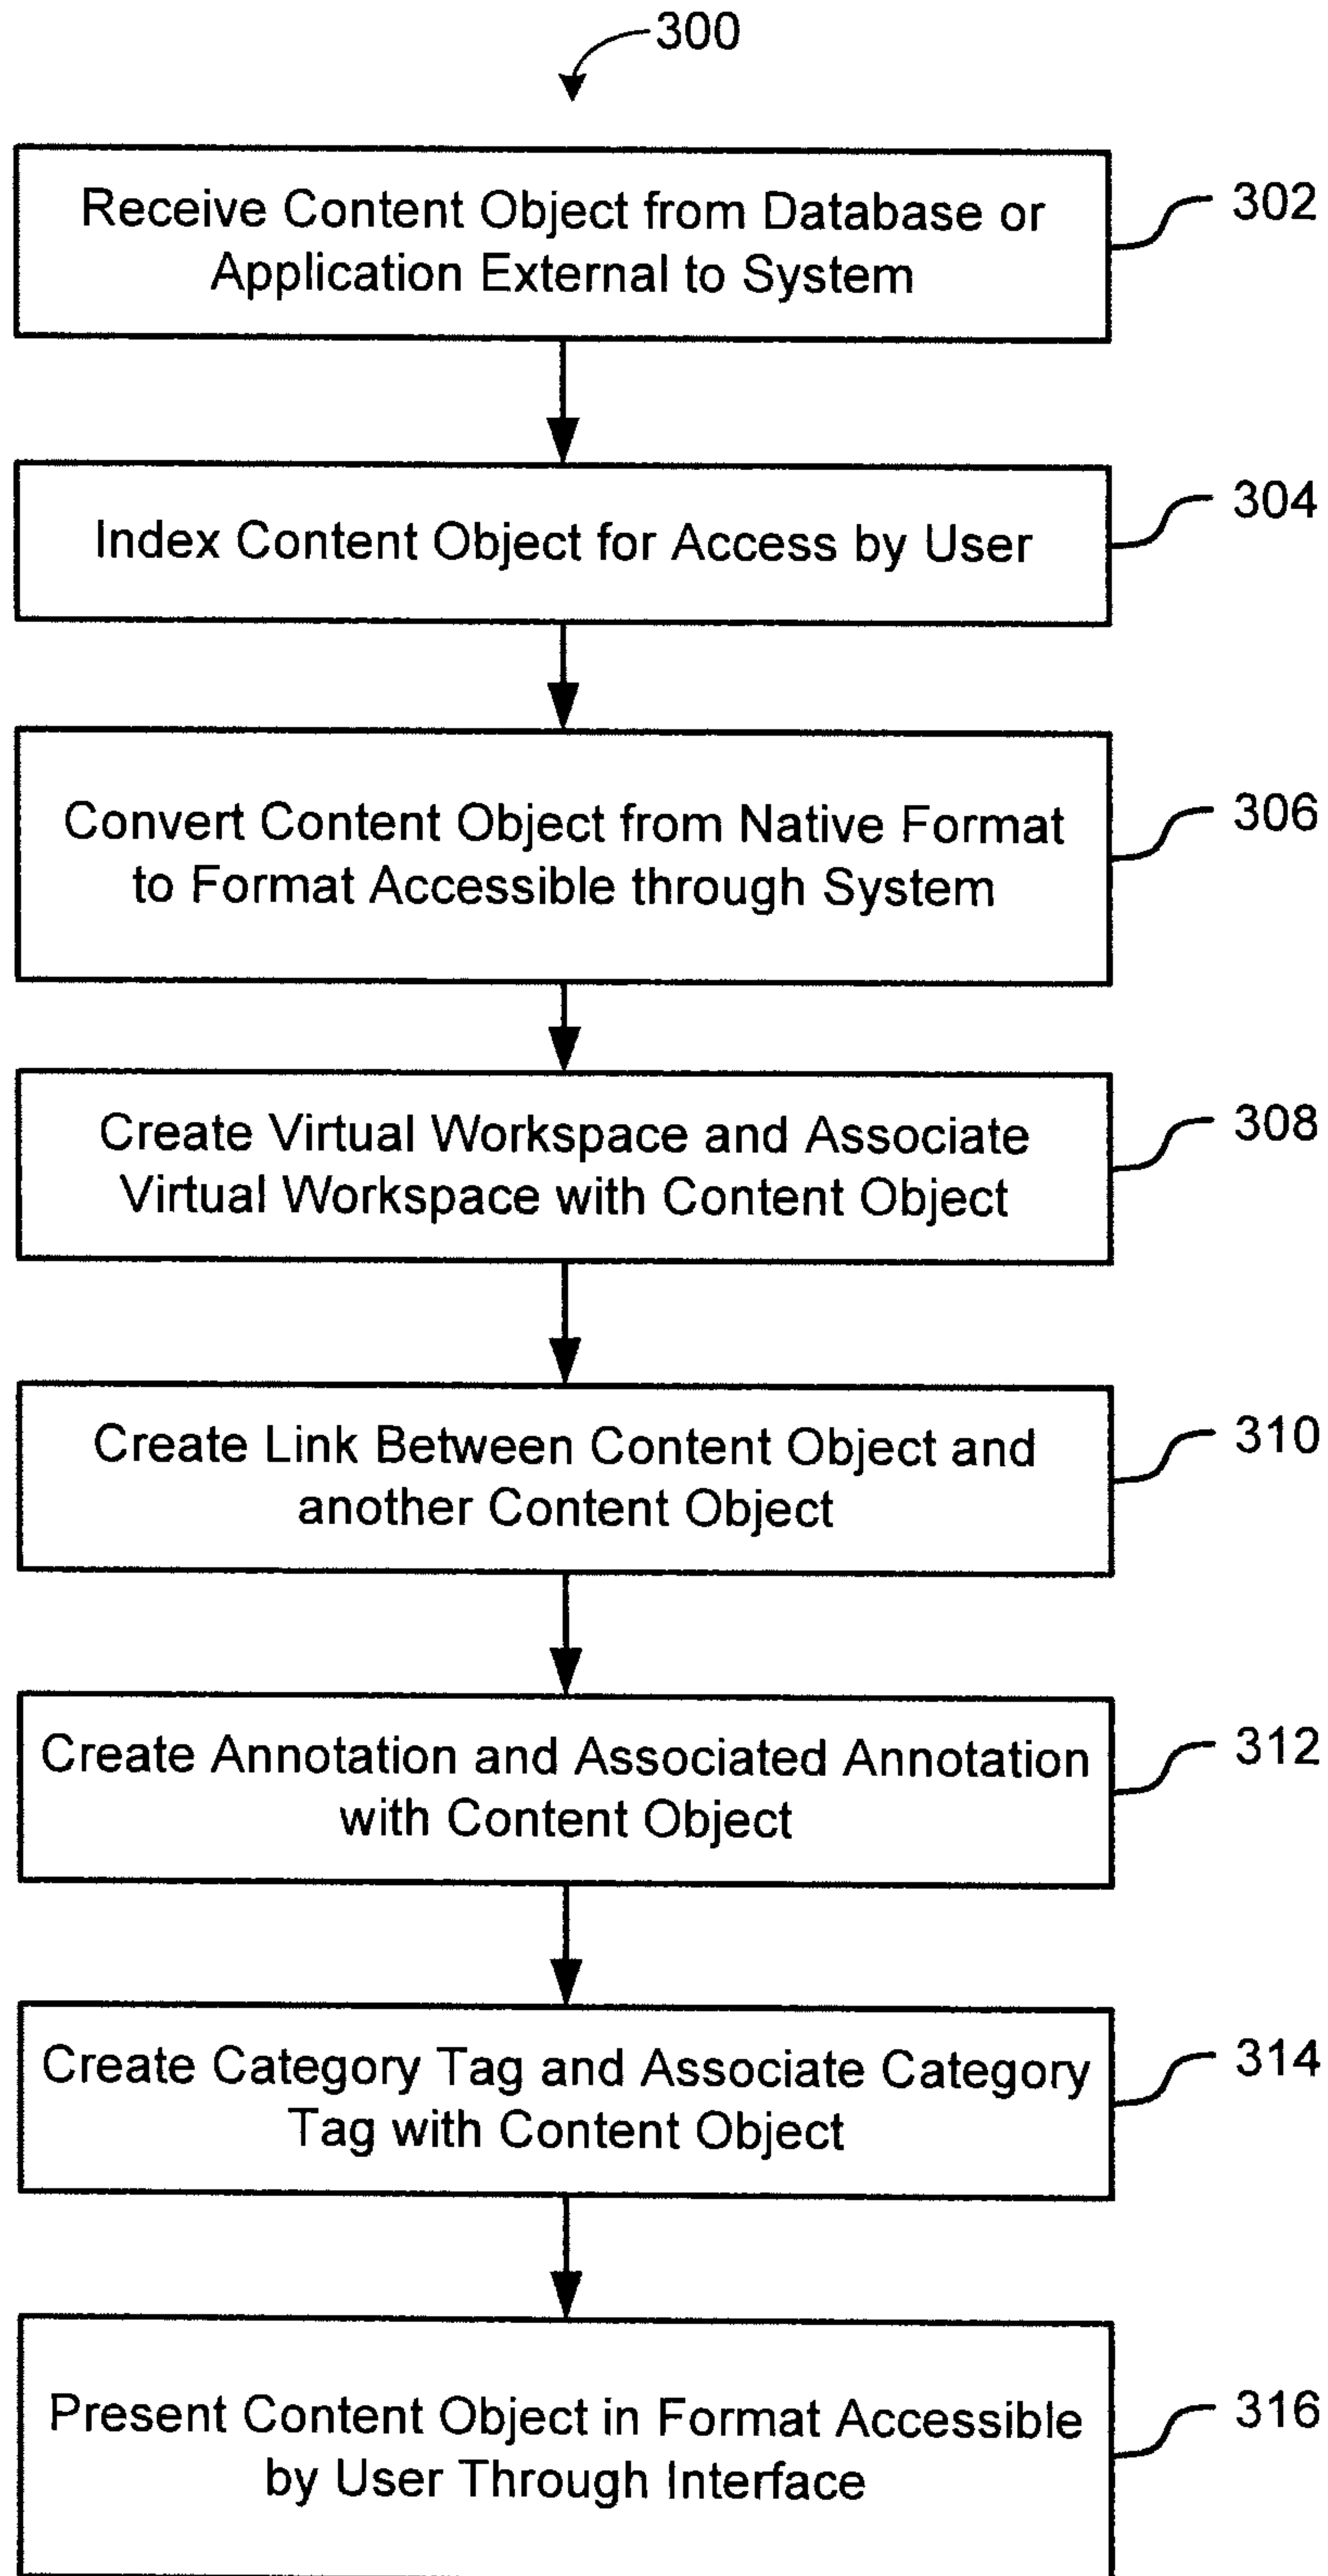 300
Receive Content Object from Database or
Application External to System
302
Index Content Object for Access by User
304
Convert Content Object from Native Format
to Format Accessible through System
306
Create Virtual Workspace and Associate
Virtual Workspace with Content Object
308
Create Link Between Content Object and
another Content Object
310
Create Annotation and Associated Annotation
with Content Object
312
Create Category Tag and Associate Category
Tag with Content Object
314
Present Content Object in Format Accessible
by User Through Interface
316